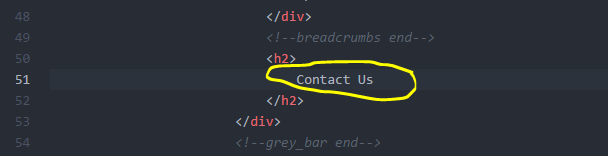 48 </div>
49 <!--breadcrumbs end-->
50 <h2>
51 Contact Us
52 </h2>
53 </div>
54 <!--grey_bar end-->